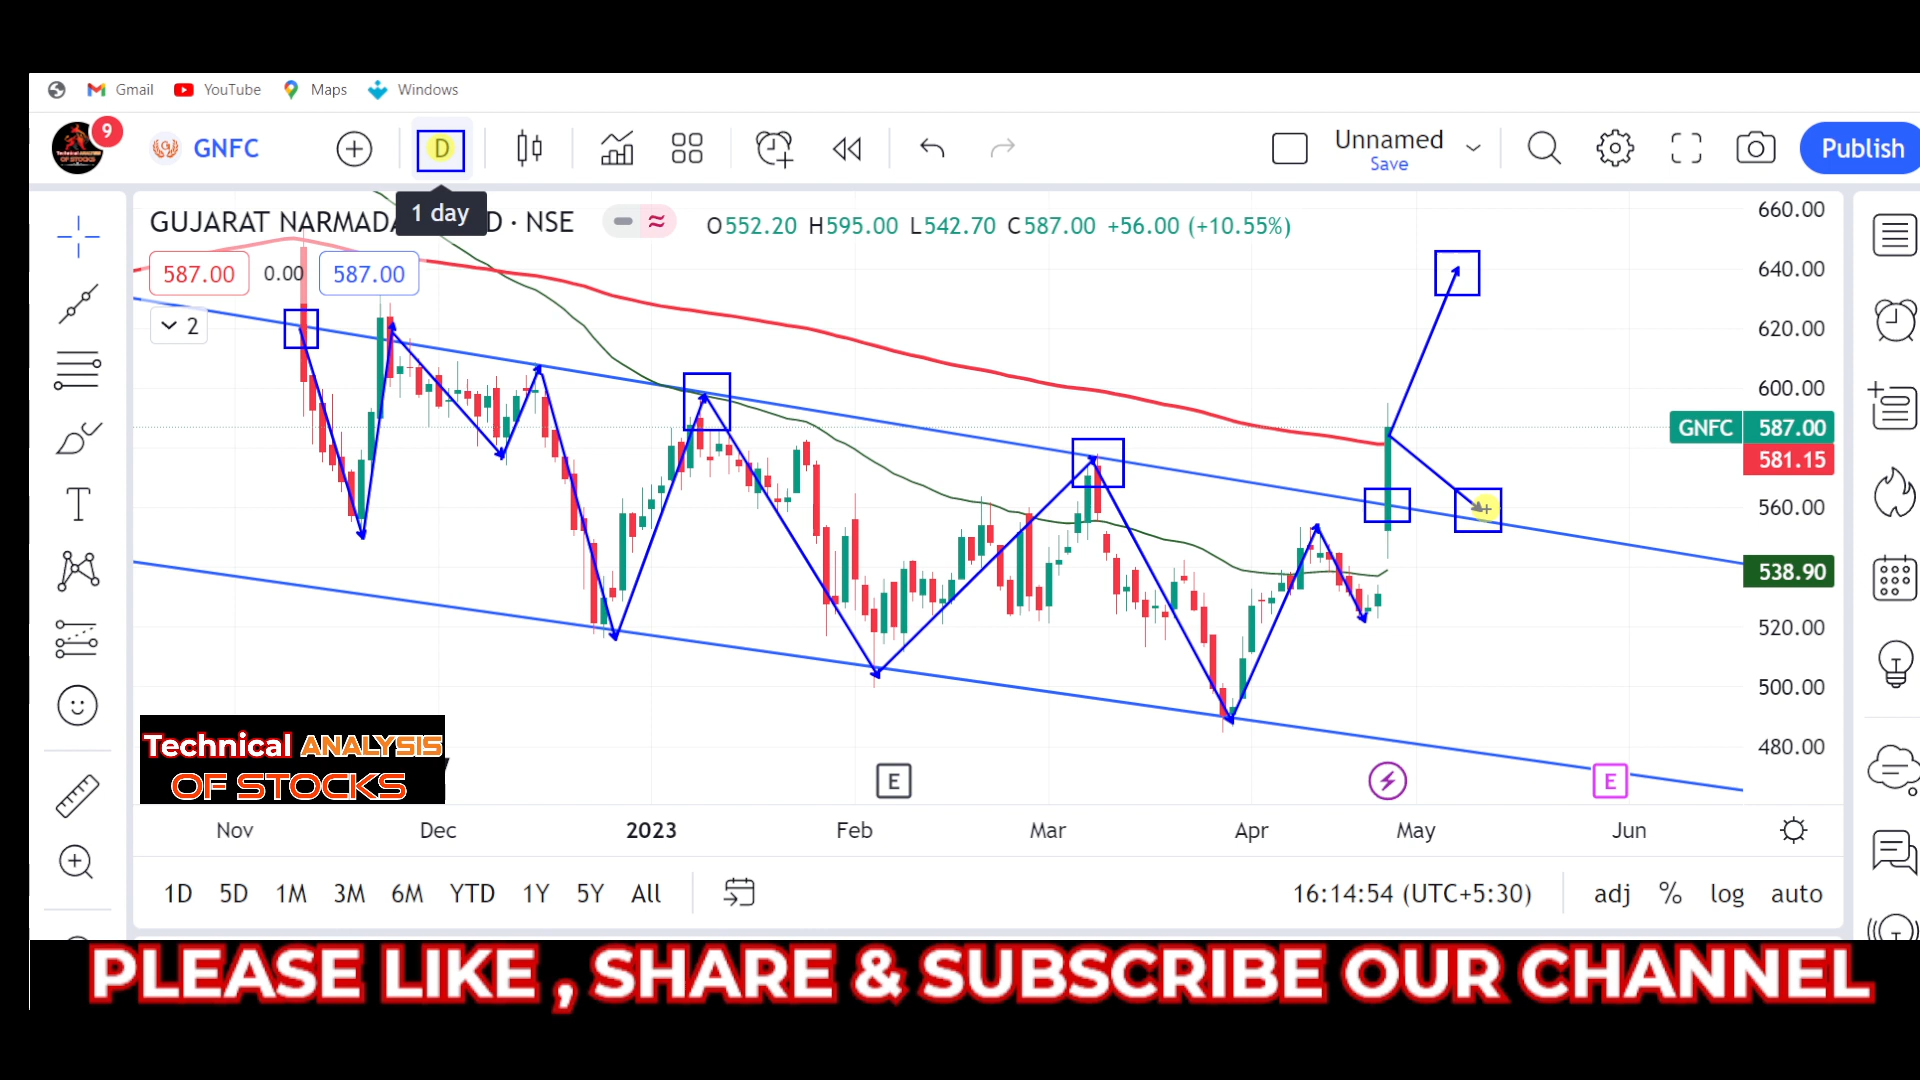 Gmail YouTube Maps Windows
9 GNFC D Unnamed Save Publish
1 day
GUJARAT NARMADA D · NSE O552.20 H595.00 L542.70 C587.00 +56.00 (+10.55%)
587.00 0.00 587.00
2
660.00
640.00
620.00
600.00
GNFC 587.00
581.15
560.00
538.90
520.00
500.00
480.00
Technical ANALYSIS
OF STOCKS
E E
Nov Dec 2023 Feb Mar Apr May Jun
1D 5D 1M 3M 6M YTD 1Y 5Y All 16:14:54 (UTC+5:30) adj % log auto
PLEASE LIKE , SHARE & SUBSCRIBE OUR CHANNEL